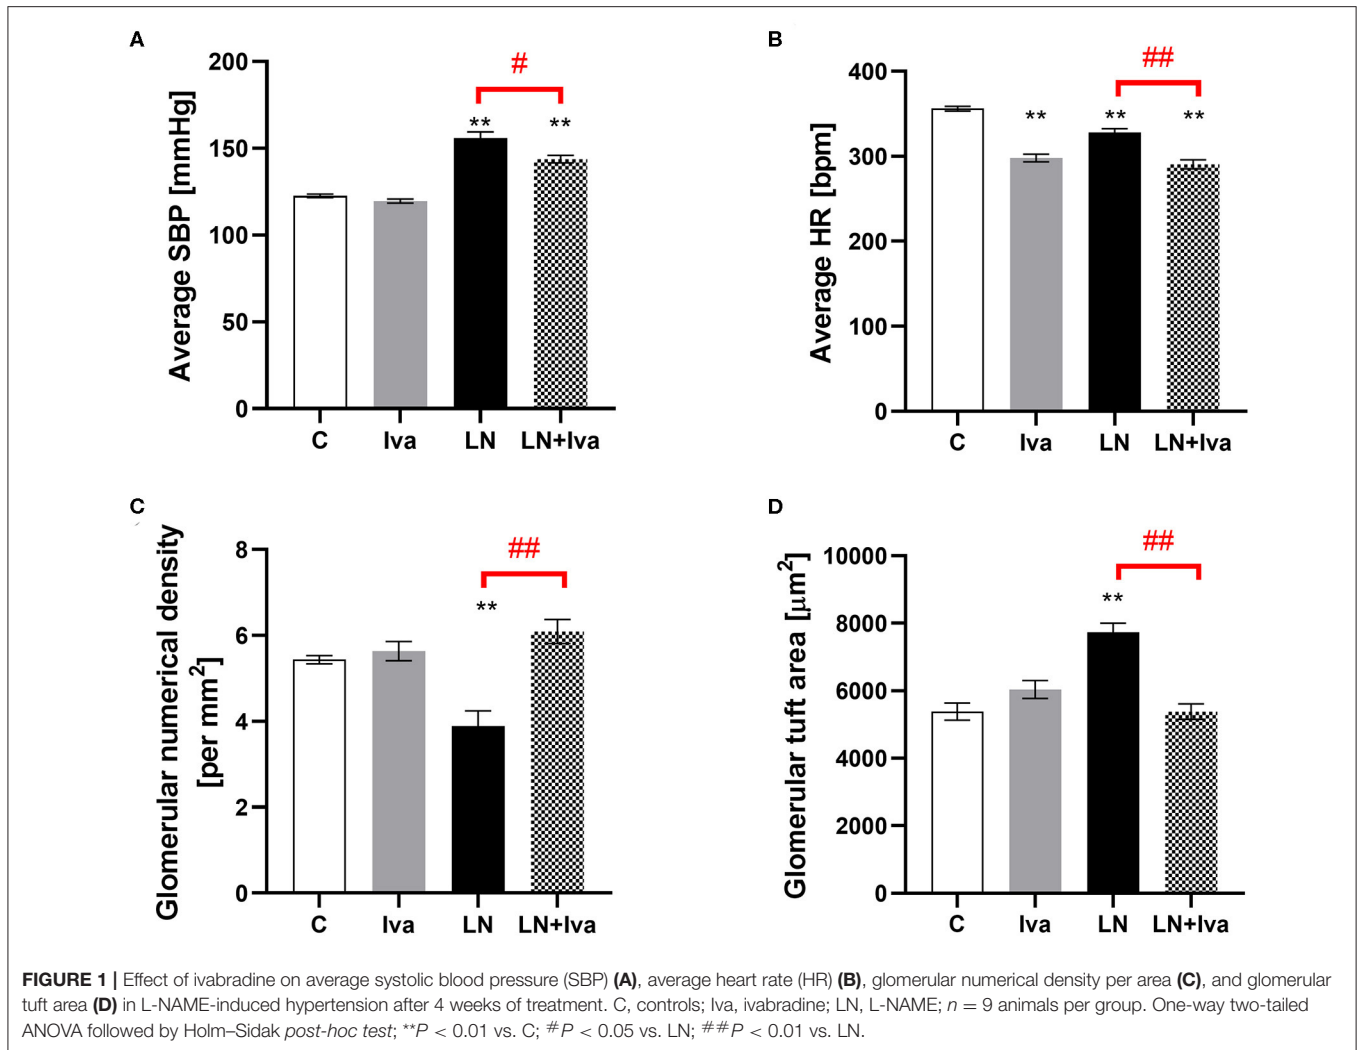 A
Average SBP [mmHg]
200
150
100
50
0
#
**
**
C
Iva
LN
LN+Iva
B
Average HR [bpm]
400
300
200
100
0
##
**
**
**
C
Iva
LN
LN+Iva
C
Glomerular numerical density
[per mm²]
8
6
4
2
0
##
**
C
Iva
LN
LN+Iva
D
Glomerular tuft area [μm²]
10000
8000
6000
4000
2000
0
##
**
C
Iva
LN
LN+Iva
FIGURE 1 | Effect of ivabradine on average systolic blood pressure (SBP) (A), average heart rate (HR) (B), glomerular numerical density per area (C), and glomerular
tuft area (D) in L-NAME-induced hypertension after 4 weeks of treatment. C, controls; Iva, ivabradine; LN, L-NAME; n = 9 animals per group. One-way two-tailed
ANOVA followed by Holm–Sidak post-hoc test; **P < 0.01 vs. C; #P < 0.05 vs. LN; ##P < 0.01 vs. LN.